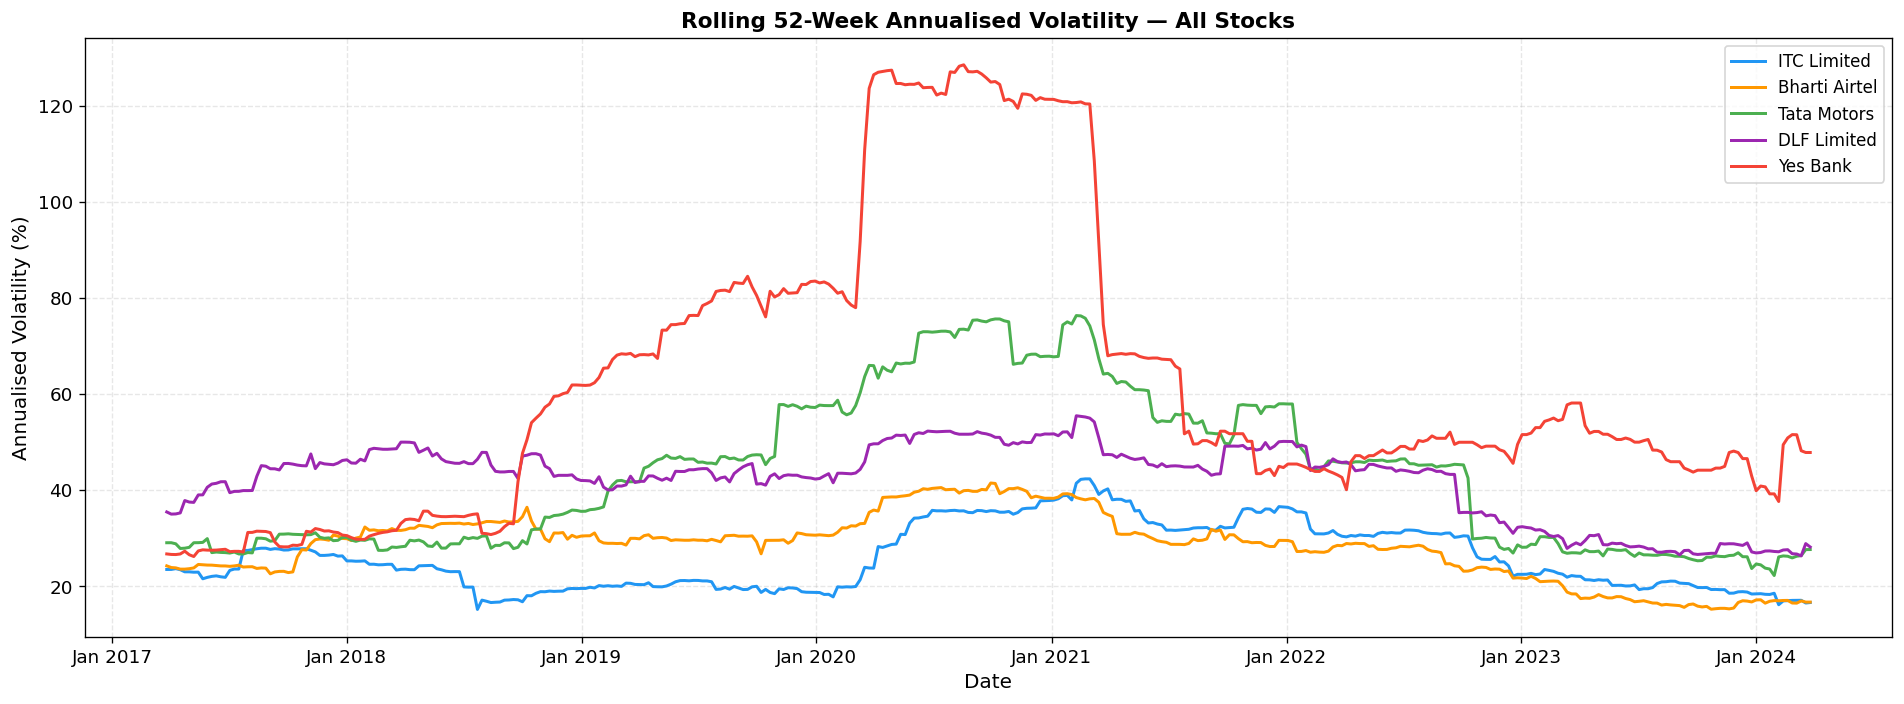 Rolling 52-Week Annualised Volatility — All Stocks
Annualised Volatility (%)
120
100
80
60
40
20
ITC Limited
Bharti Airtel
Tata Motors
DLF Limited
Yes Bank
Jan 2017
Jan 2018
Jan 2019
Jan 2020
Jan 2021
Jan 2022
Jan 2023
Jan 2024
Date